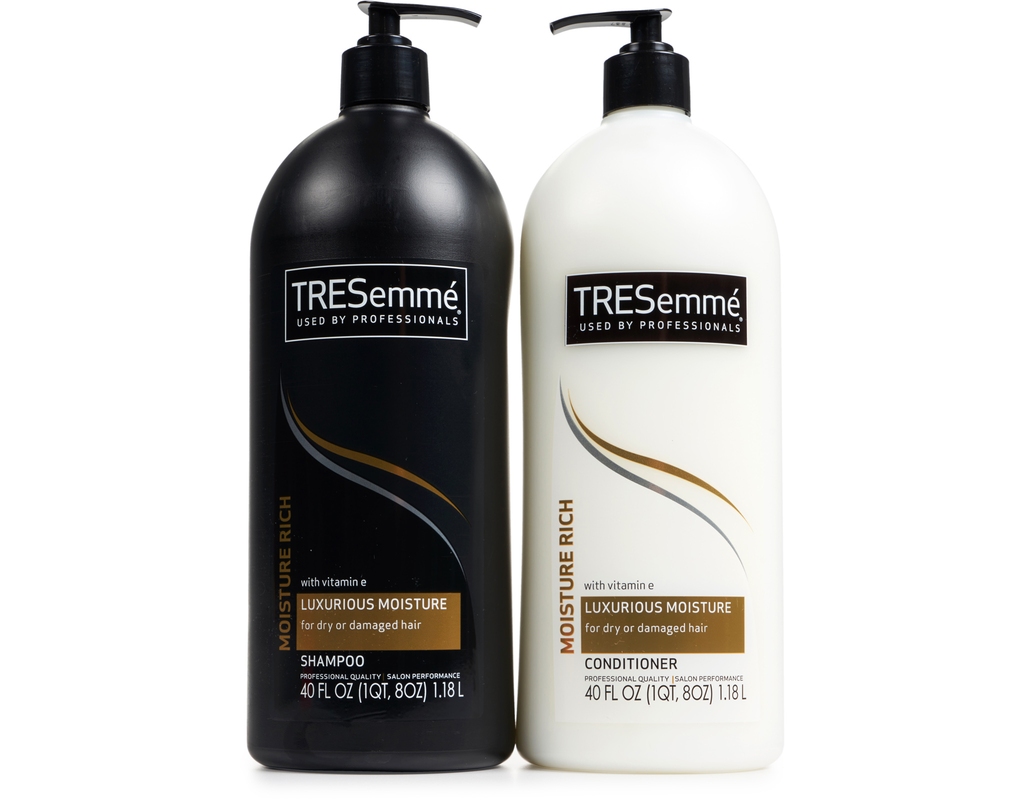 TRESemmé®
USED BY PROFESSIONALS
MOISTURE RICH
with vitamin e
LUXURIOUS MOISTURE
for dry or damaged hair
SHAMPOO
PROFESSIONAL QUALITY | SALON PERFORMANCE
40 FL OZ (1QT, 8OZ) 1.18 L
TRESemmé®
USED BY PROFESSIONALS
MOISTURE RICH
with vitamin e
LUXURIOUS MOISTURE
for dry or damaged hair
CONDITIONER
PROFESSIONAL QUALITY | SALON PERFORMANCE
40 FL OZ (1QT, 8OZ) 1.18 L